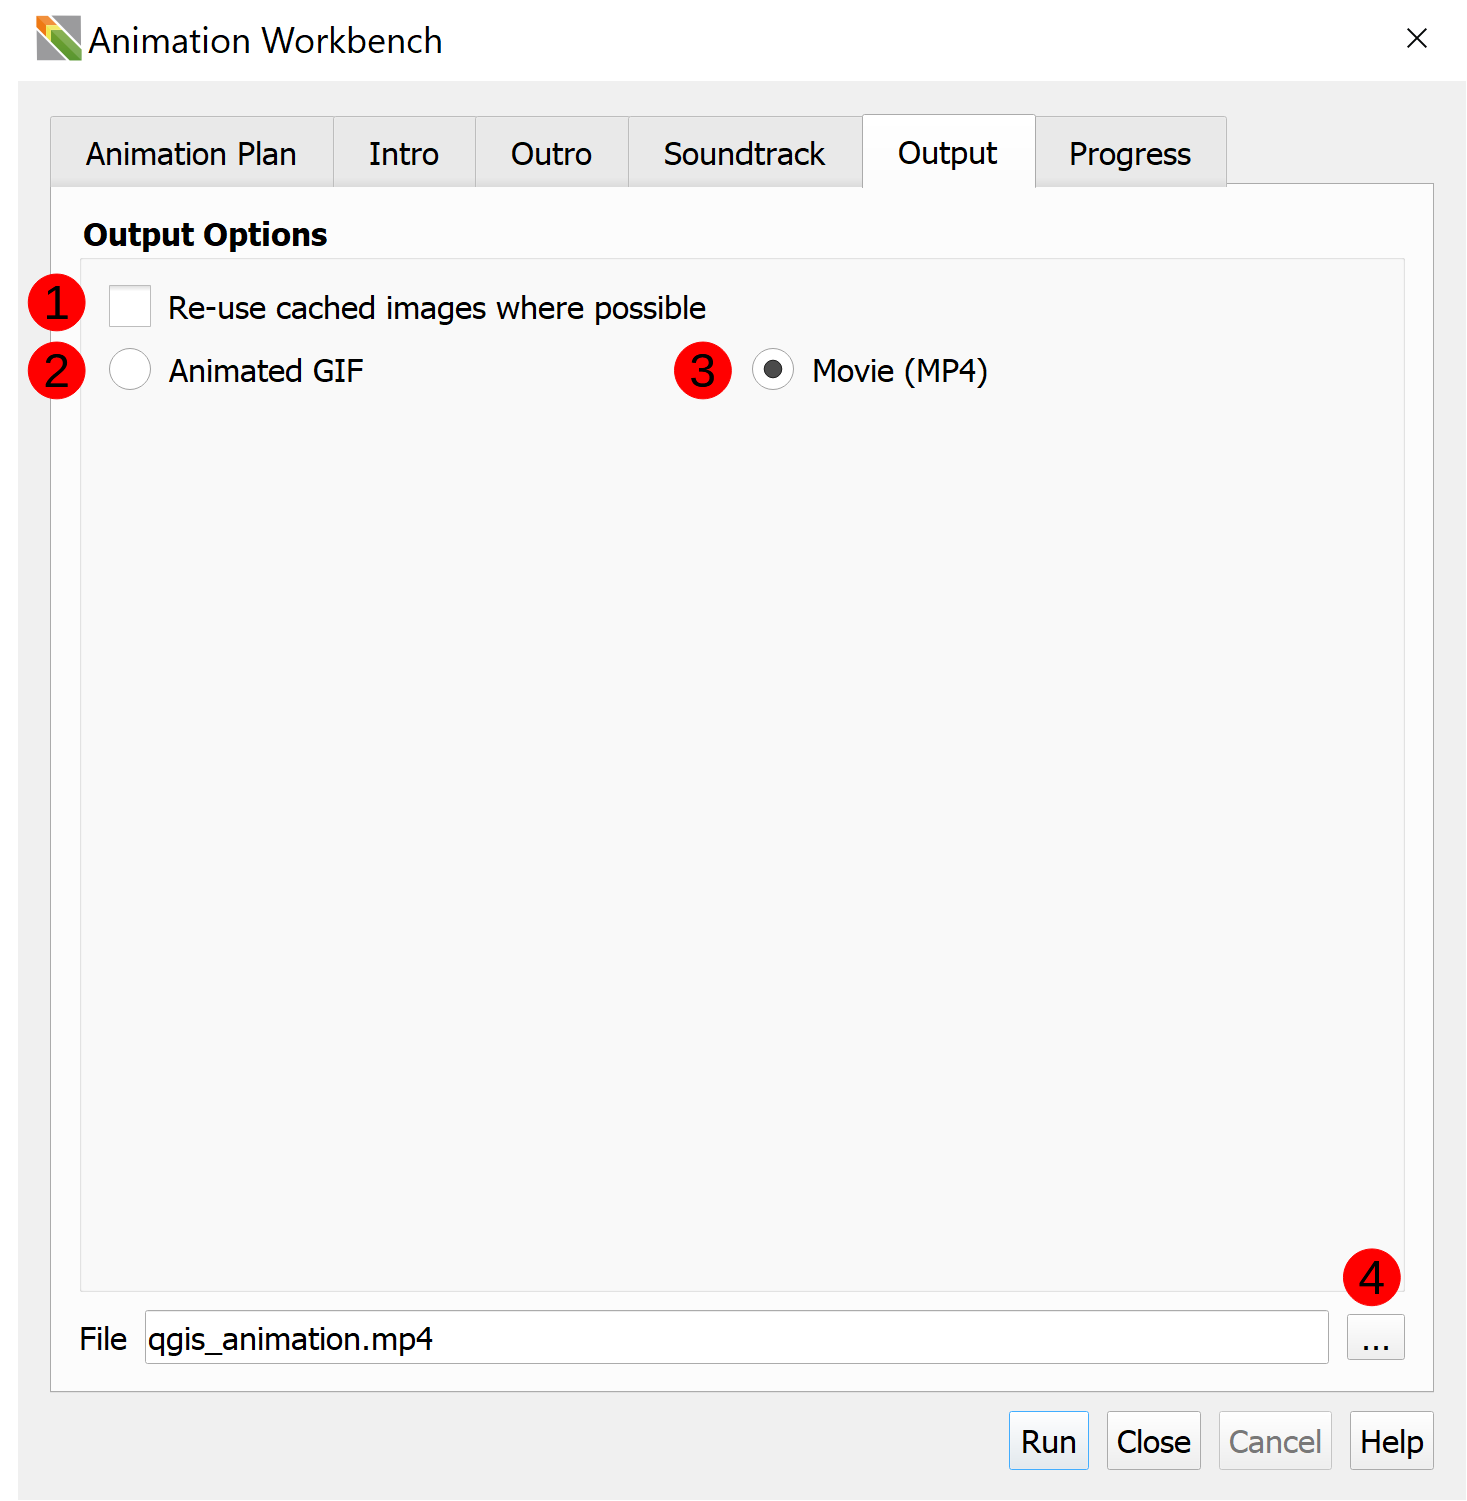 Animation Workbench
Animation Plan Intro Outro Soundtrack Output Progress
Output Options
1 Re-use cached images where possible
2 Animated GIF 3 Movie (MP4)
4
File qgis_animation.mp4 ...
Run Close Cancel Help